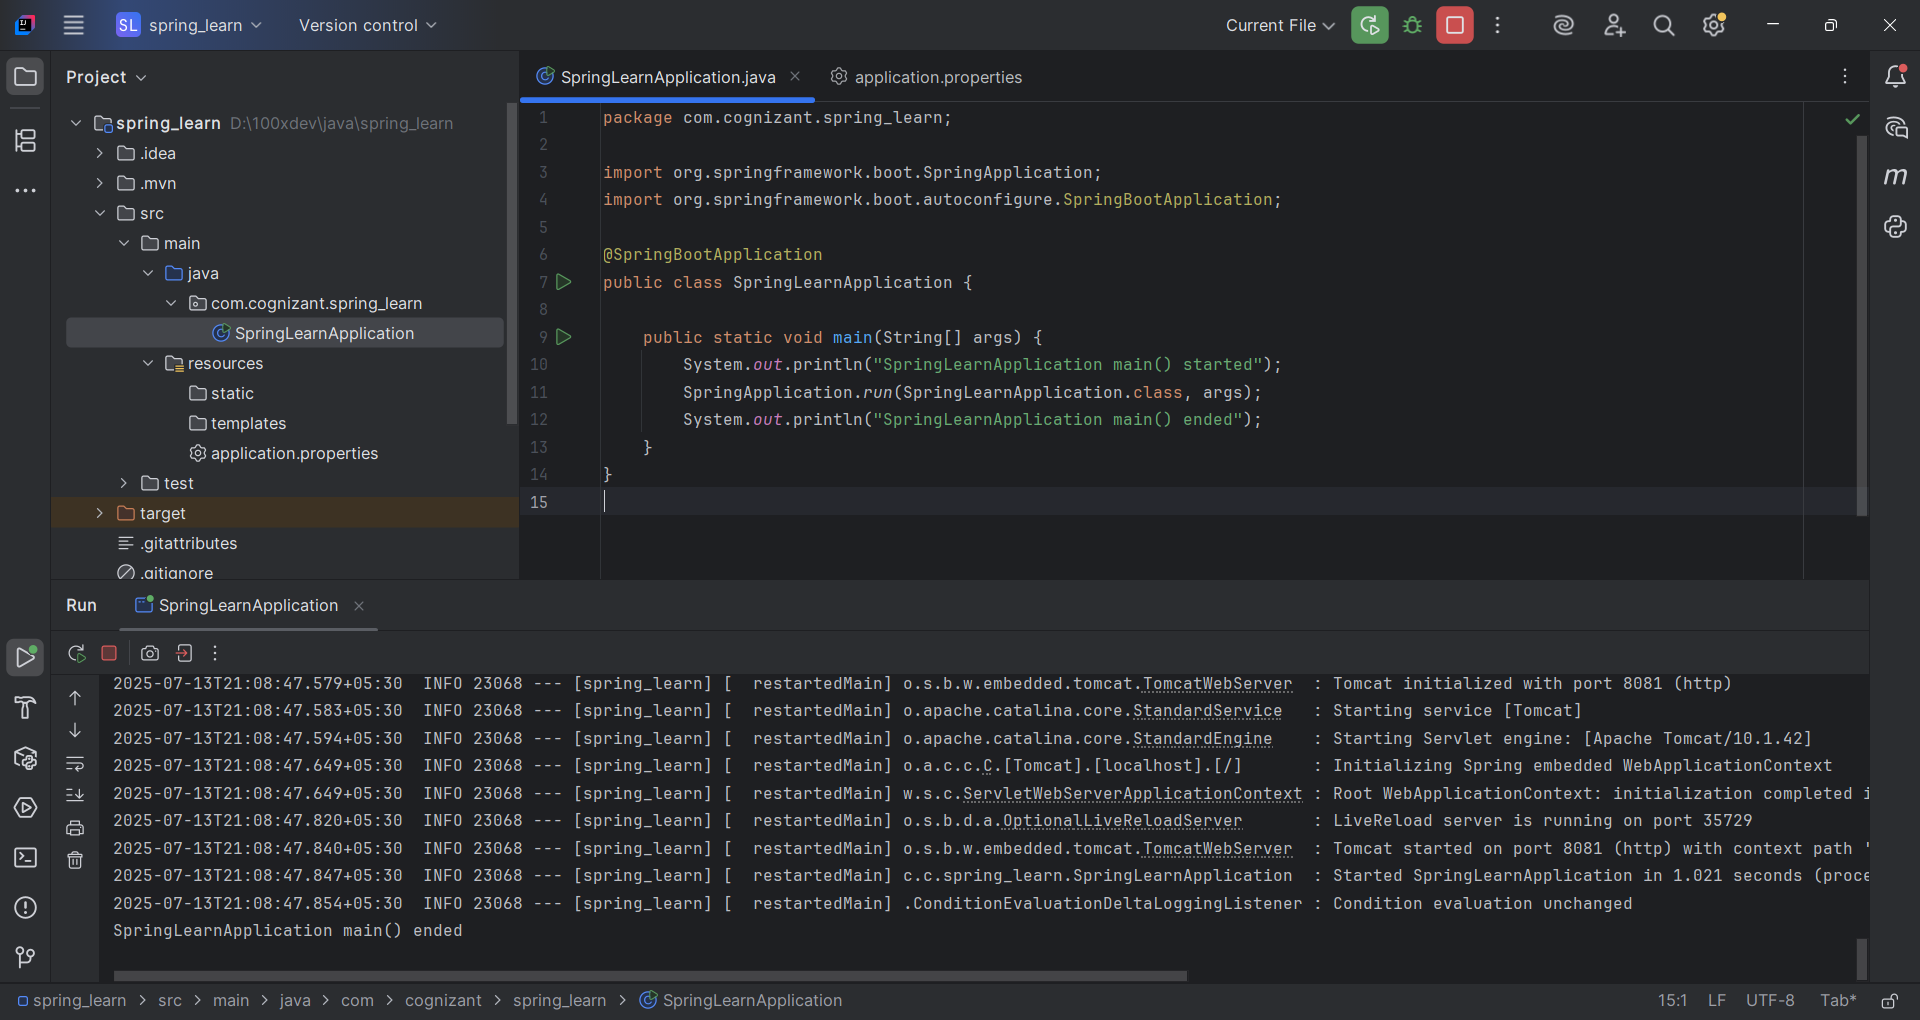 SL spring_learn Version control Current File
Project
SpringLearnApplication.java application.properties
spring_learn D:\100xdev\java\spring_learn
.idea
.mvn
src
main
java
com.cognizant.spring_learn
SpringLearnApplication
resources
static
templates
application.properties
test
target
.gitattributes
.gitignore
1 package com.cognizant.spring_learn;
2
3 import org.springframework.boot.SpringApplication;
4 import org.springframework.boot.autoconfigure.SpringBootApplication;
5
6 @SpringBootApplication
7 public class SpringLearnApplication {
8
9 public static void main(String[] args) {
10 System.out.println("SpringLearnApplication main() started");
11 SpringApplication.run(SpringLearnApplication.class, args);
12 System.out.println("SpringLearnApplication main() ended");
13 }
14 }
15
m
Run SpringLearnApplication
2025-07-13T21:08:47.579+05:30 INFO 23068 --- [spring_learn] [ restartedMain] o.s.b.w.embedded.tomcat.TomcatWebServer : Tomcat initialized with port 8081 (http)
2025-07-13T21:08:47.583+05:30 INFO 23068 --- [spring_learn] [ restartedMain] o.apache.catalina.core.StandardService : Starting service [Tomcat]
2025-07-13T21:08:47.594+05:30 INFO 23068 --- [spring_learn] [ restartedMain] o.apache.catalina.core.StandardEngine : Starting Servlet engine: [Apache Tomcat/10.1.42]
2025-07-13T21:08:47.649+05:30 INFO 23068 --- [spring_learn] [ restartedMain] o.a.c.c.C.[Tomcat].[localhost].[/] : Initializing Spring embedded WebApplicationContext
2025-07-13T21:08:47.649+05:30 INFO 23068 --- [spring_learn] [ restartedMain] w.s.c.ServletWebServerApplicationContext : Root WebApplicationContext: initialization completed i
2025-07-13T21:08:47.820+05:30 INFO 23068 --- [spring_learn] [ restartedMain] o.s.b.d.a.OptionalLiveReloadServer : LiveReload server is running on port 35729
2025-07-13T21:08:47.840+05:30 INFO 23068 --- [spring_learn] [ restartedMain] o.s.b.w.embedded.tomcat.TomcatWebServer : Tomcat started on port 8081 (http) with context path '
2025-07-13T21:08:47.847+05:30 INFO 23068 --- [spring_learn] [ restartedMain] c.c.spring_learn.SpringLearnApplication : Started SpringLearnApplication in 1.021 seconds (proce
2025-07-13T21:08:47.854+05:30 INFO 23068 --- [spring_learn] [ restartedMain] .ConditionEvaluationDeltaLoggingListener : Condition evaluation unchanged
SpringLearnApplication main() ended
spring_learn > src > main > java > com > cognizant > spring_learn > SpringLearnApplication 15:1 LF UTF-8 Tab*